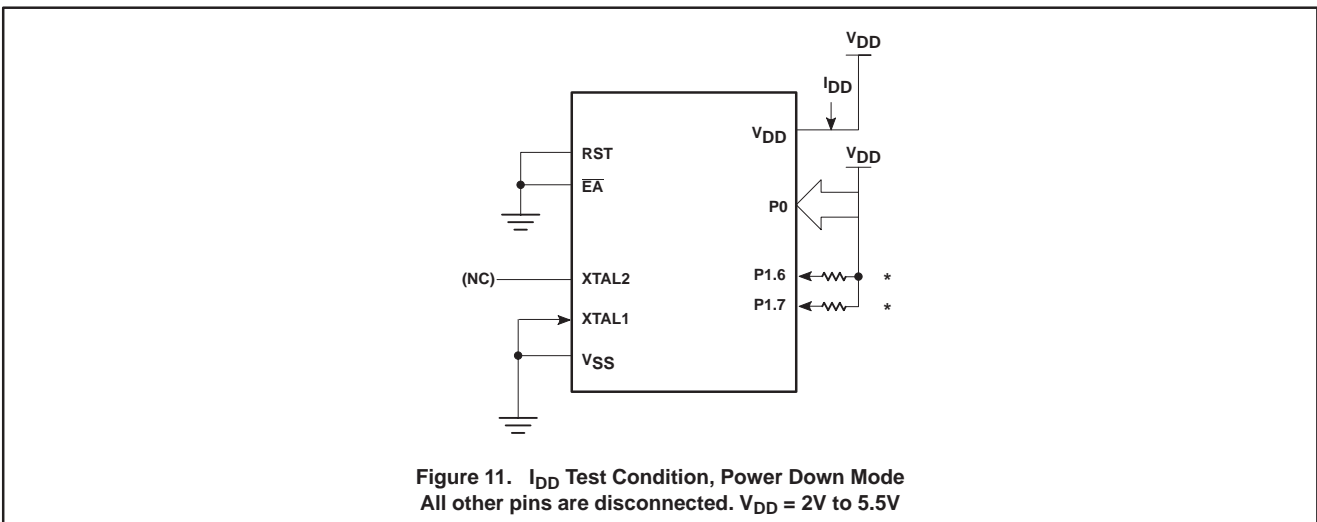 VDD
IDD
VDD
RST
VDD
EA
P0
P1.6 *
(NC) XTAL2
P1.7 *
XTAL1
VSS
Figure 11. IDD Test Condition, Power Down Mode
All other pins are disconnected. VDD = 2V to 5.5V